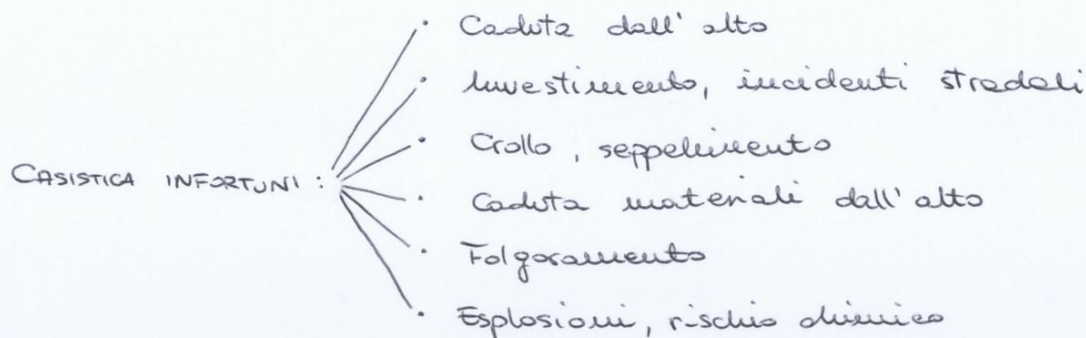 • Caduta dall'alto
• Investimento, incidenti stradali
• Crollo, seppellimento
CASISTICA INFORTUNI:
• Caduta materiali dall'alto
• Folgoramento
• Esplosioni, rischio chimico